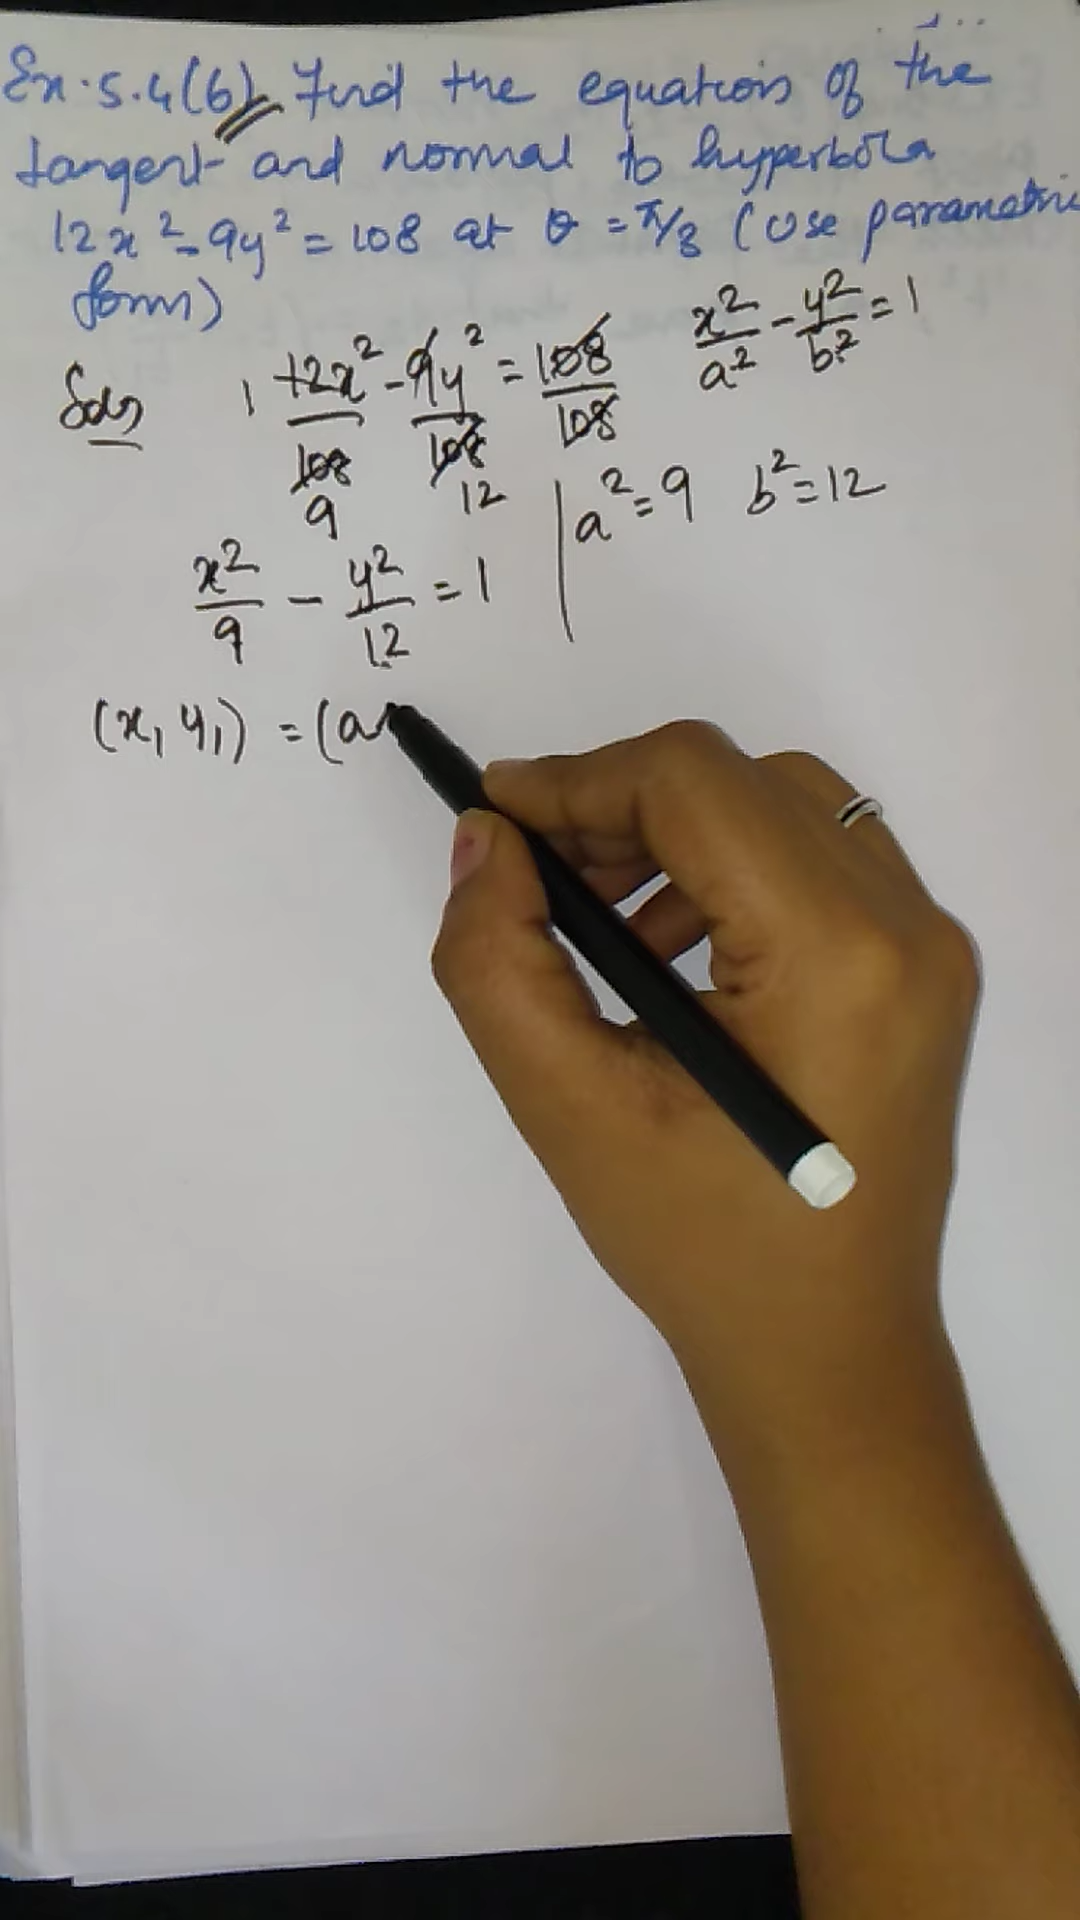 Ex.5.4(6) Find the equation of the
tangent and normal to hyperbola
12x² - 9y² = 108 at θ = π/3 (Use parametric
form)
Soln 1 12x²/108 - 9y²/108 = 108/108 x²/a² - y²/b² = 1
9 12 a² = 9 b² = 12
x²/9 - y²/12 = 1
(x₁ y₁) = (a